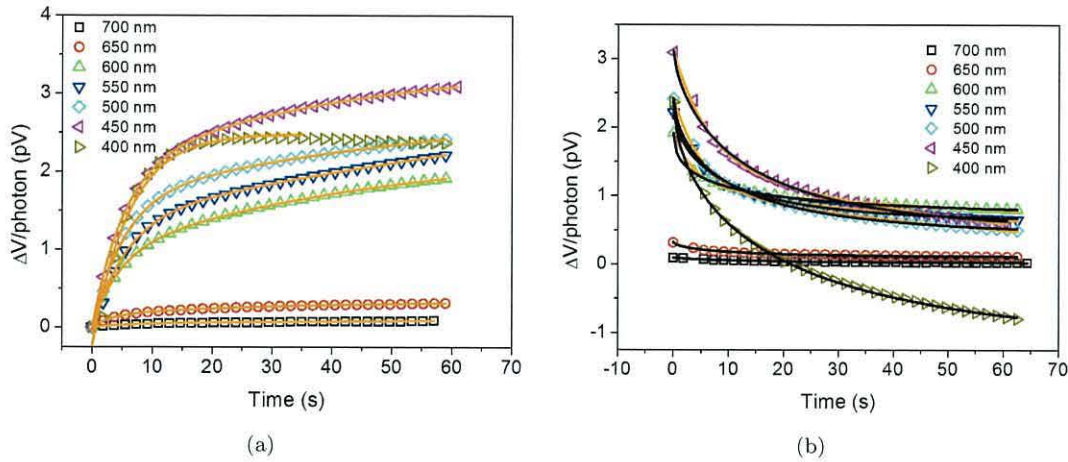 4
3
2
1
0
ΔV/photon (pV)
700 nm
650 nm
600 nm
550 nm
500 nm
450 nm
400 nm
0 10 20 30 40 50 60 70
Time (s)
(a)
3
2
1
0
-1
ΔV/photon (pV)
700 nm
650 nm
600 nm
550 nm
500 nm
450 nm
400 nm
-10 0 10 20 30 40 50 60 70
Time (s)
(b)